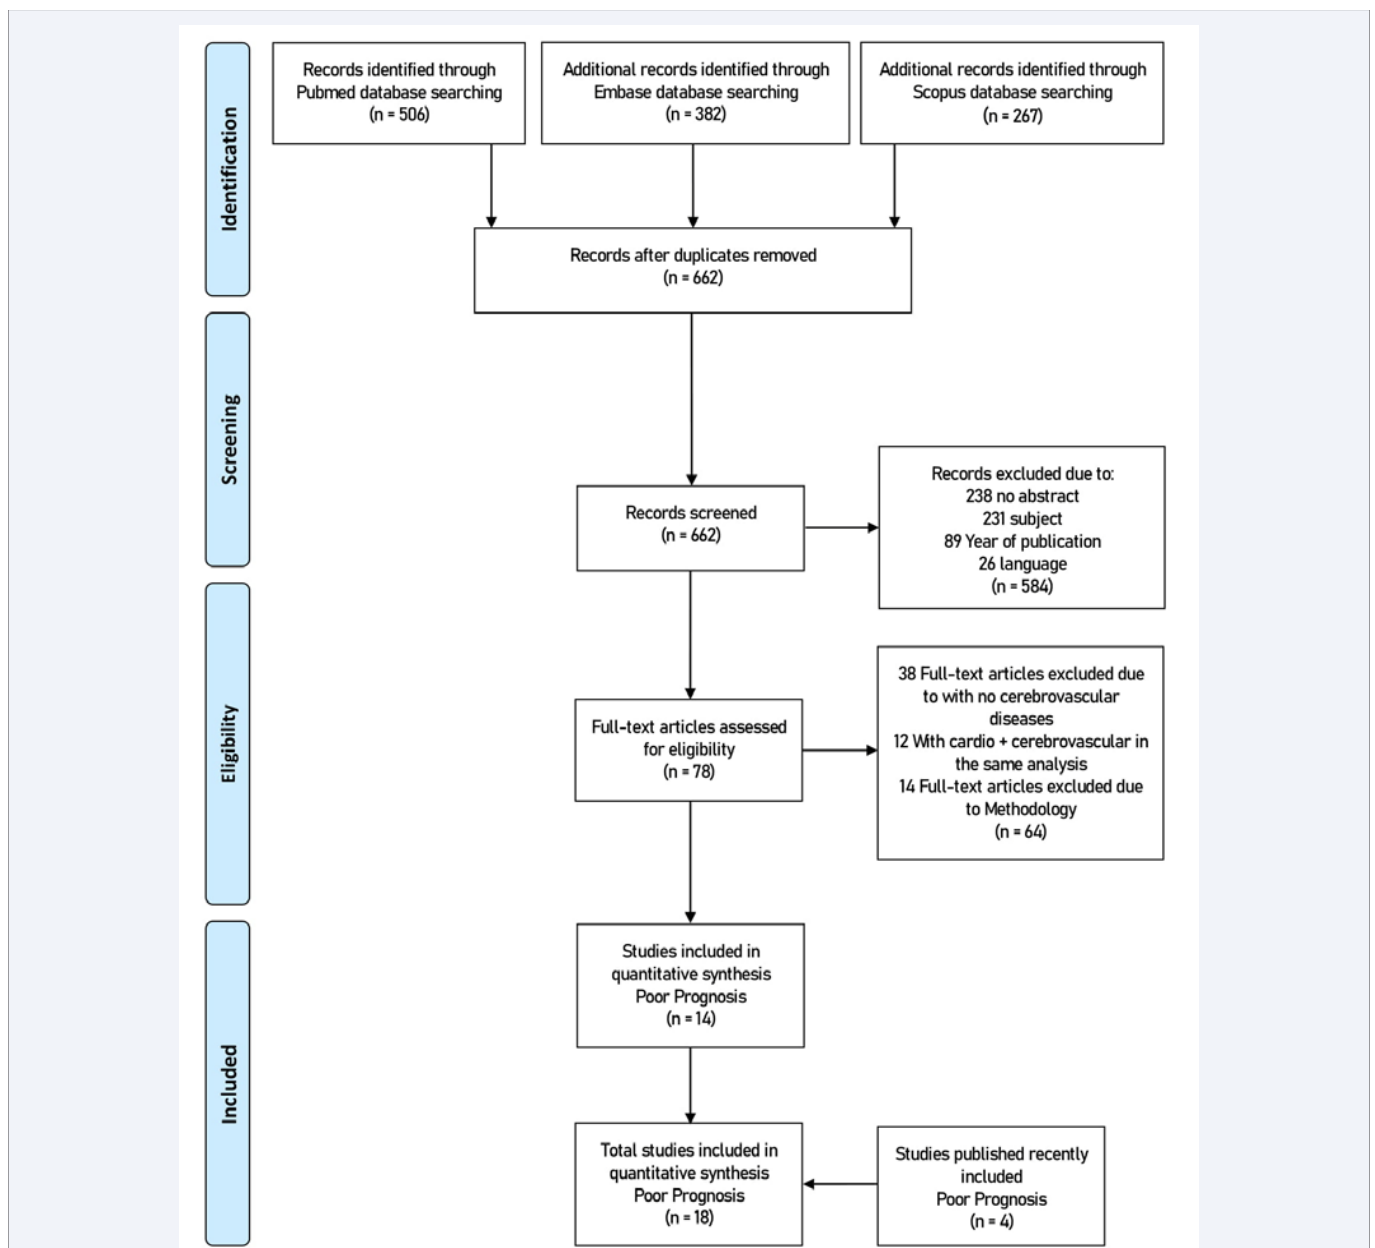 Identification
Records identified through
Pubmed database searching
(n = 506)
Additional records identified through
Embase database searching
(n = 382)
Additional records identified through
Scopus database searching
(n = 267)
Records after duplicates removed
(n = 662)
Screening
Records screened
(n = 662)
Records excluded due to:
238 no abstract
231 subject
89 Year of publication
26 language
(n = 584)
Eligibility
Full-text articles assessed
for eligibility
(n = 78)
38 Full-text articles excluded due
to with no cerebrovascular
diseases
12 With cardio + cerebrovascular in
the same analysis
14 Full-text articles excluded due
to Methodology
(n = 64)
Included
Studies included in
quantitative synthesis
Poor Prognosis
(n = 14)
Total studies included in
quantitative synthesis
Poor Prognosis
(n = 18)
Studies published recently
included
Poor Prognosis
(n = 4)